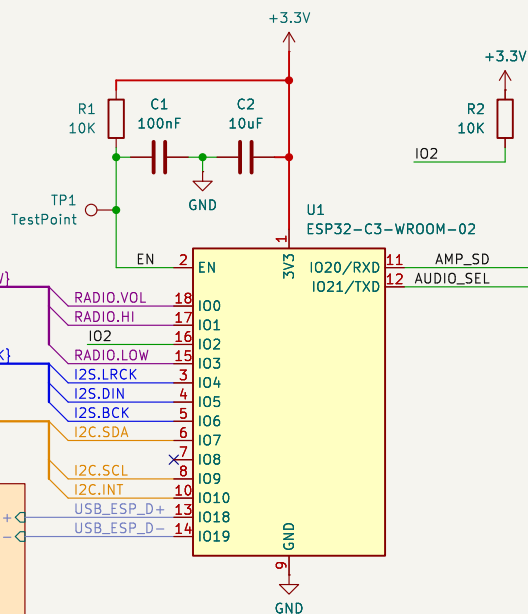 +3.3V
+3.3V
R1
10K
C1
100nF
C2
10uF
R2
10K
IO2
GND
TP1
TestPoint
U1
ESP32-C3-WROOM-02
1
EN
2
EN
3V3
IO20/RXD
11
AMP_SD
IO21/TXD
12
AUDIO_SEL
}
RADIO.VOL
18
IO0
RADIO.HI
17
IO1
IO2
16
IO2
RADIO.LOW
15
IO3
}
I2S.LRCK
3
IO4
I2S.DIN
4
IO5
I2S.BCK
5
IO6
I2C.SDA
6
IO7
7
IO8
I2C.SCL
8
IO9
I2C.INT
10
IO10
+
USB_ESP_D+
13
IO18
-
USB_ESP_D-
14
IO19
GND
9
GND